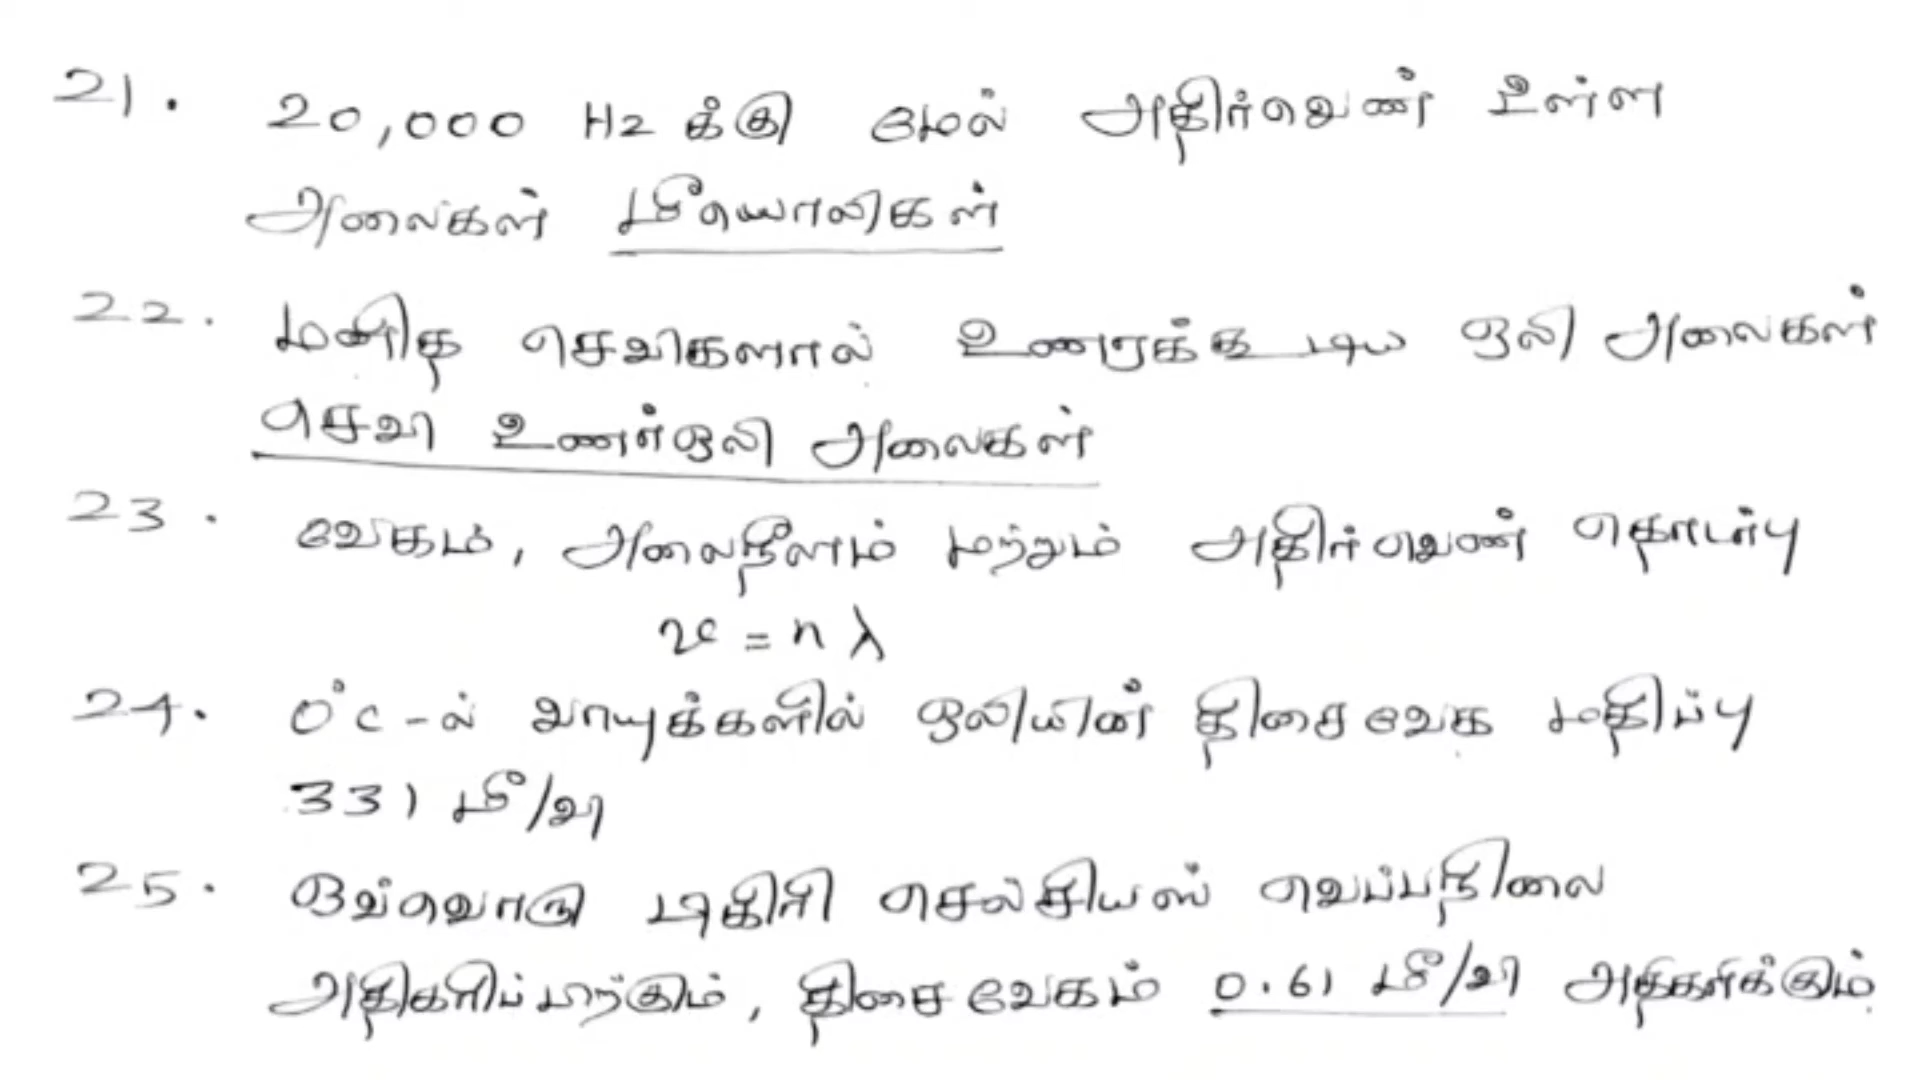 21. 20,000 Hz க்கு மேல் அதிர்வெண் உள்ள
அலைகள் மீயொலிகள்
22. மனித செவிகளால் உணரக்கூடிய ஒலி அலைகள்
செவி உணர்ஒலி அலைகள்
23. வேகம், அலைநீளம் மற்றும் அதிர்வெண் தொடர்பு
v = n λ
24. 0°c - ல் வாயுக்களில் ஒலியின் திசைவேக மதிப்பு
331 மீ/வி
25. ஒவ்வொரு டிகிரி செல்சியஸ் வெப்பநிலை
அதிகரிப்பிற்கும், திசைவேகம் 0.61 மீ/வி அதிகரிக்கும்